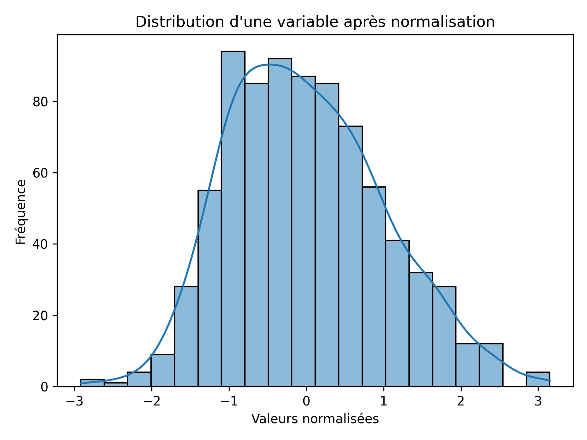 Distribution d'une variable après normalisation
Fréquence
80
60
40
20
0
−3 −2 −1 0 1 2 3
Valeurs normalisées